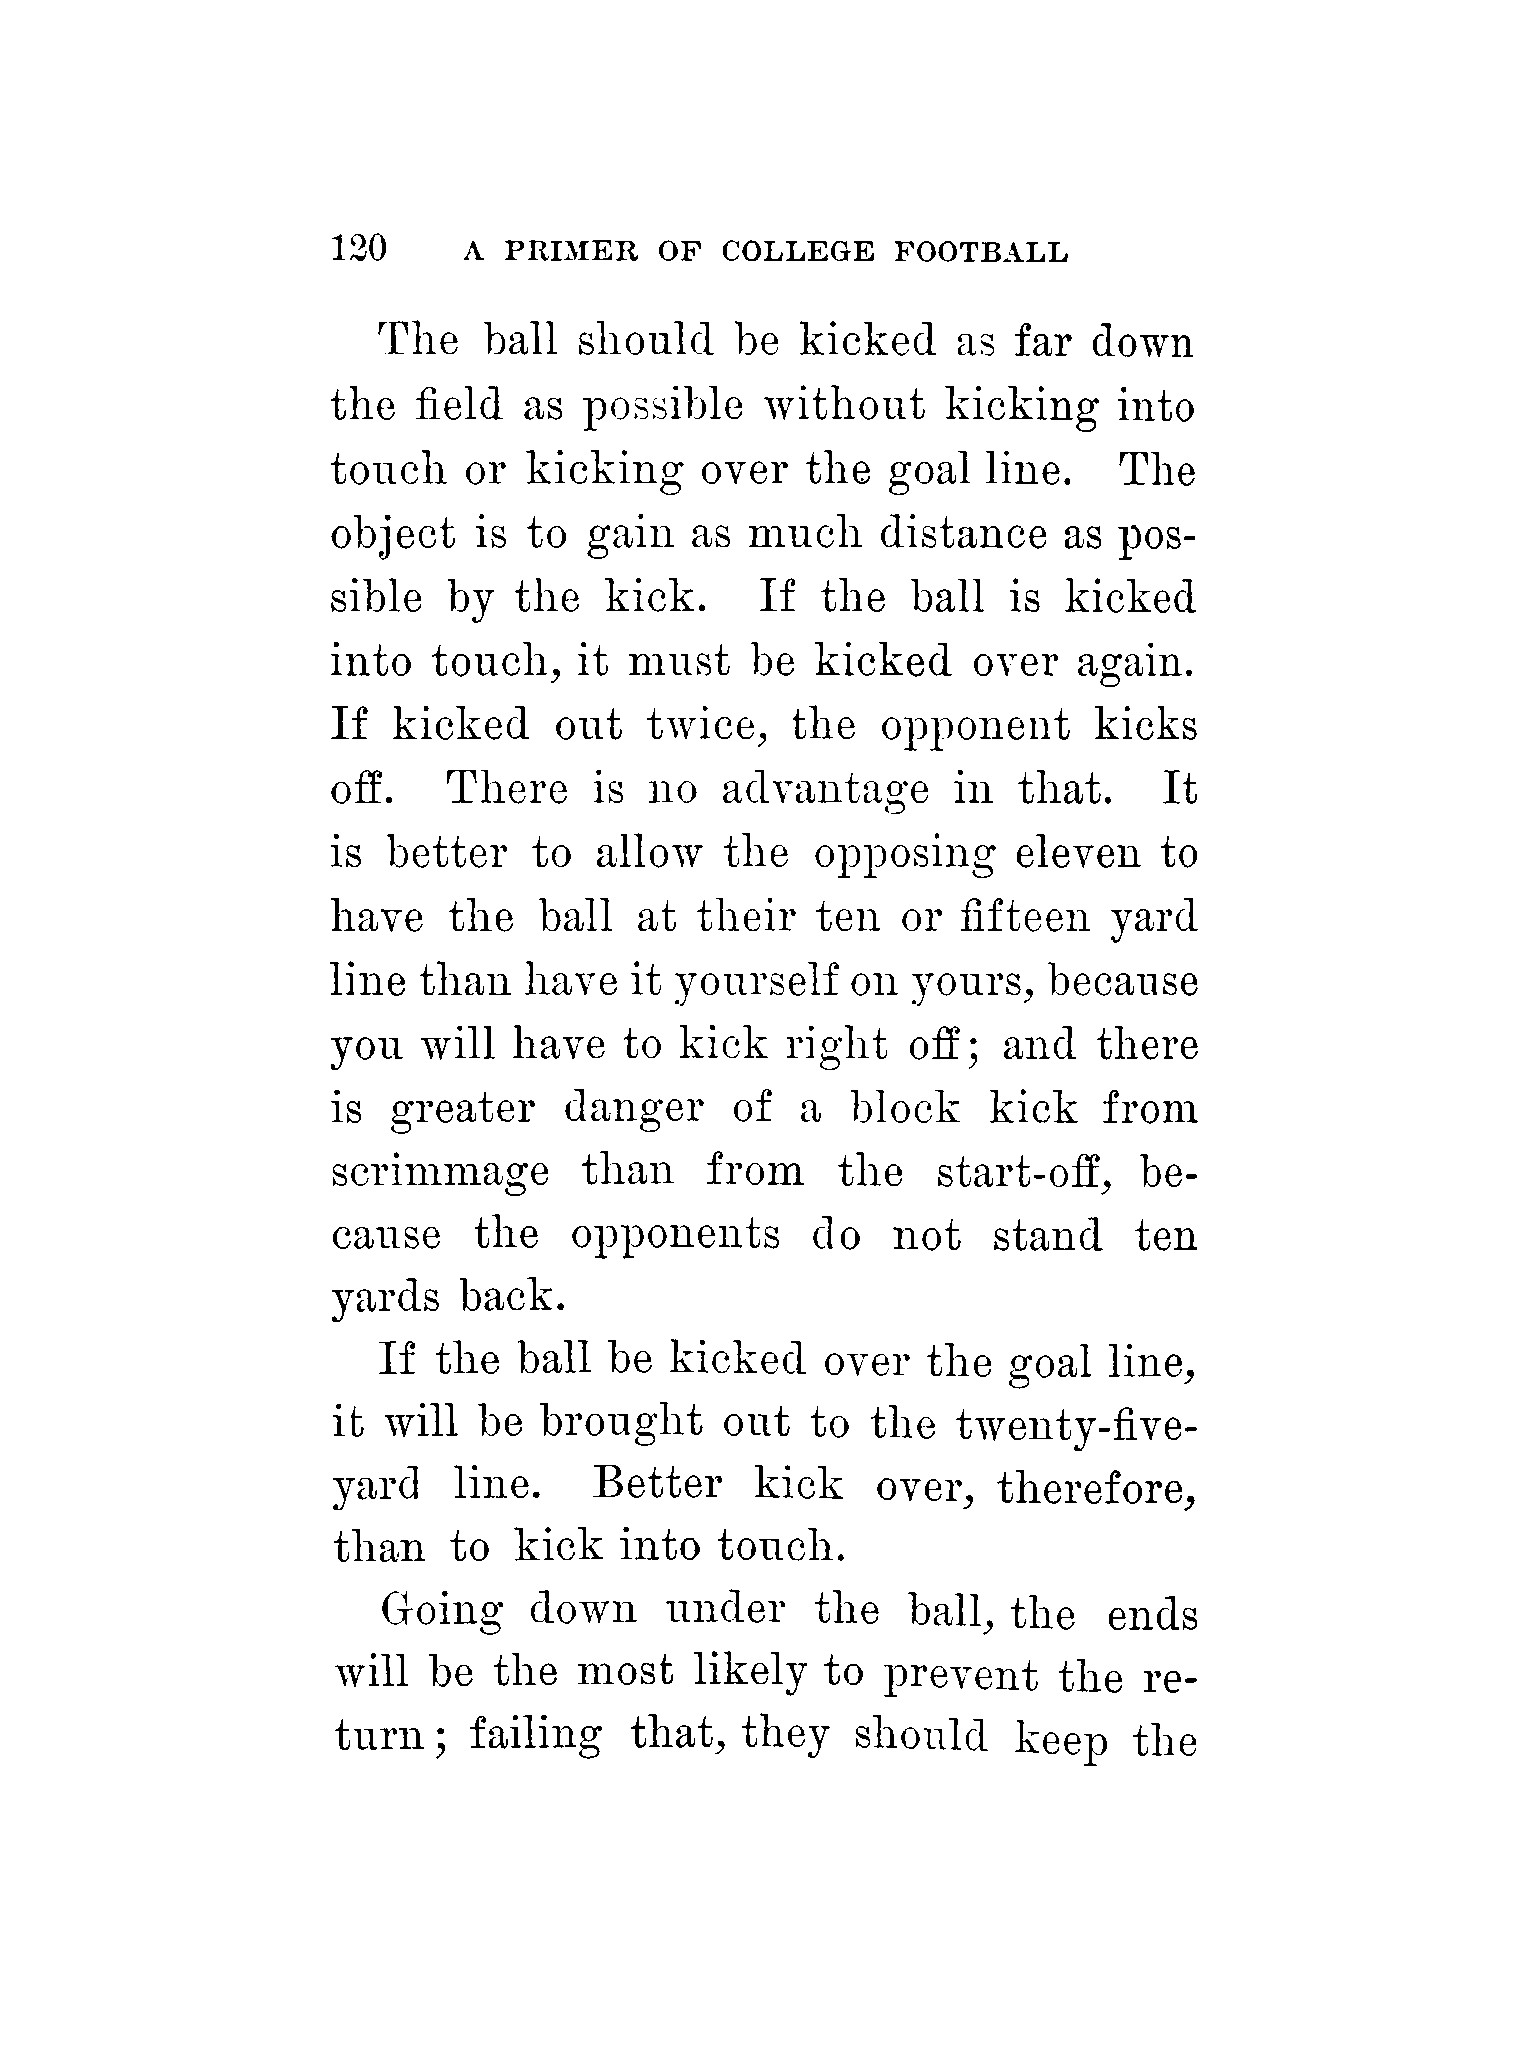 120 A PRIMER OF COLLEGE FOOTBALL
The ball should be kicked as far down
the field as possible without kicking into
touch or kicking over the goal line. The
object is to gain as much distance as pos-
sible by the kick. If the ball is kicked
into touch, it must be kicked over again.
If kicked out twice, the opponent kicks
off. There is no advantage in that. It
is better to allow the opposing eleven to
have the ball at their ten or fifteen yard
line than have it yourself on yours, because
you will have to kick right off; and there
is greater danger of a block kick from
scrimmage than from the start-off, be-
cause the opponents do not stand ten
yards back.
If the ball be kicked over the goal line,
it will be brought out to the twenty-five-
yard line. Better kick over, therefore,
than to kick into touch.
Going down under the ball, the ends
will be the most likely to prevent the re-
turn; failing that, they should keep the